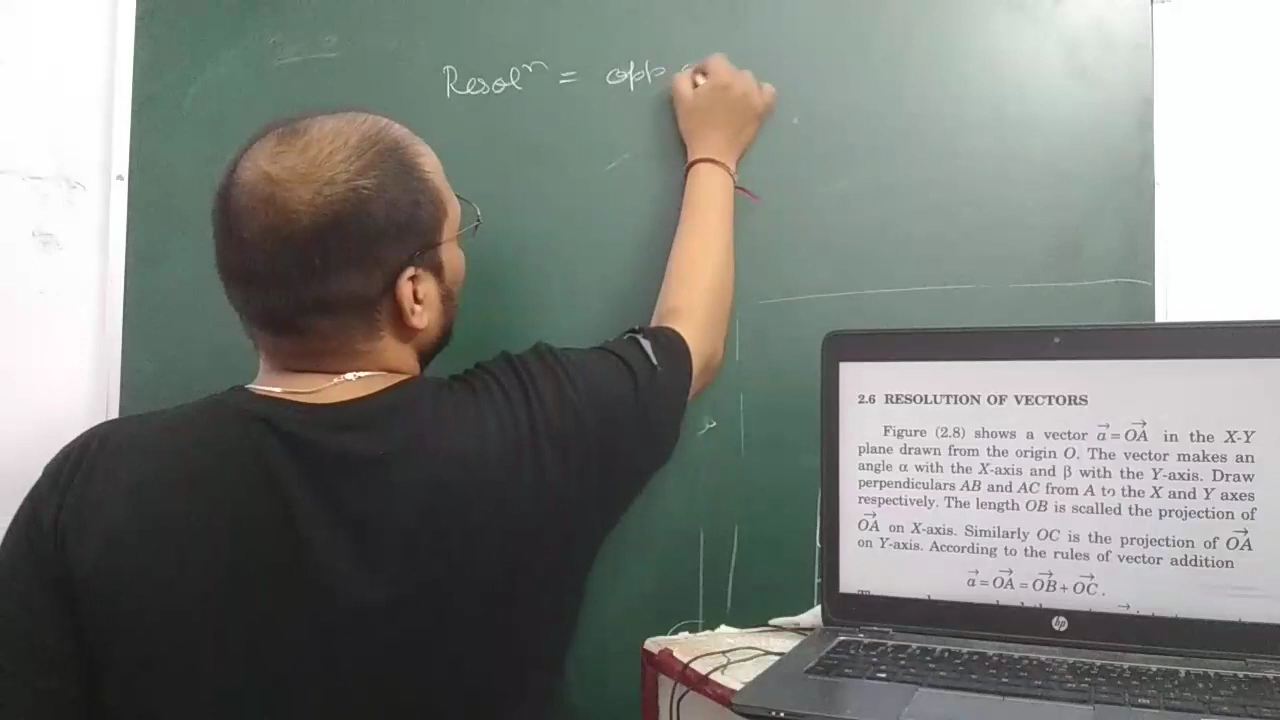 Resolⁿ = opp
2.6 RESOLUTION OF VECTORS
Figure (2.8) shows a vector a⃗ = OA⃗ in the X-Y
plane drawn from the origin O. The vector makes an
angle α with the X-axis and β with the Y-axis. Draw
perpendiculars AB and AC from A to the X and Y axes
respectively. The length OB is scalled the projection of
OA⃗ on X-axis. Similarly OC is the projection of OA⃗
on Y-axis. According to the rules of vector addition
a⃗ = OA⃗ = OB⃗ + OC⃗.
hp